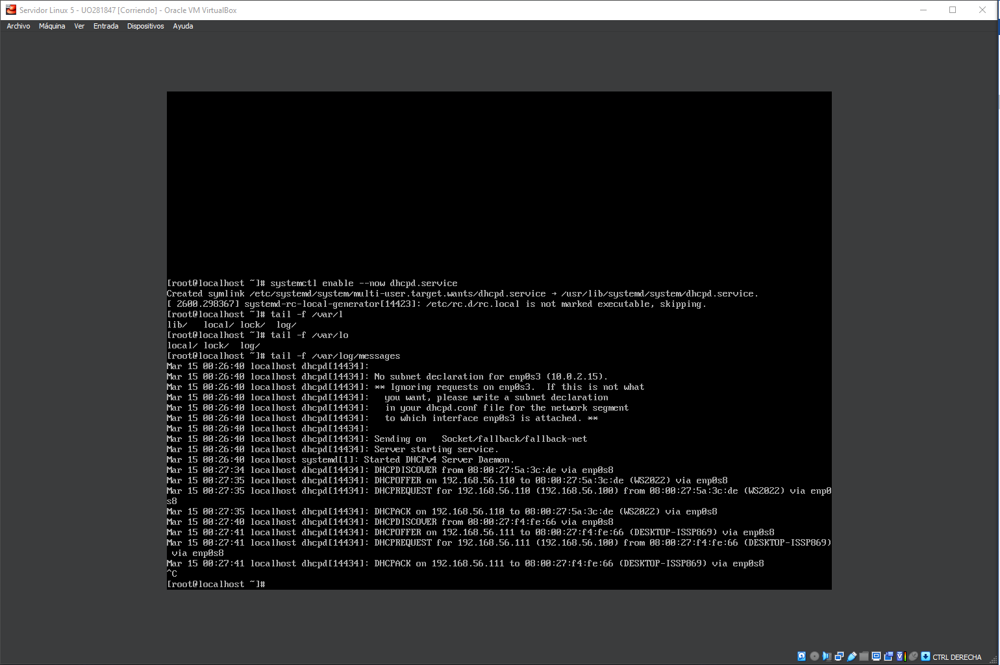 Servidor Linux 5 - UO281847 [Corriendo] - Oracle VM VirtualBox
Archivo Máquina Ver Entrada Dispositivos Ayuda
[root@localhost ~]# systemctl enable --now dhcpd.service
Created symlink /etc/systemd/system/multi-user.target.wants/dhcpd.service → /usr/lib/systemd/system/dhcpd.service.
[ 2600.298367] systemd-rc-local-generator[14423]: /etc/rc.d/rc.local is not marked executable, skipping.
[root@localhost ~]# tail -f /var/l
lib/   local/ lock/  log/
[root@localhost ~]# tail -f /var/lo
local/ lock/  log/
[root@localhost ~]# tail -f /var/log/messages
Mar 15 00:26:40 localhost dhcpd[14434]:
Mar 15 00:26:40 localhost dhcpd[14434]: No subnet declaration for enp0s3 (10.0.2.15).
Mar 15 00:26:40 localhost dhcpd[14434]: ** Ignoring requests on enp0s3.  If this is not what
Mar 15 00:26:40 localhost dhcpd[14434]:   you want, please write a subnet declaration
Mar 15 00:26:40 localhost dhcpd[14434]:   in your dhcpd.conf file for the network segment
Mar 15 00:26:40 localhost dhcpd[14434]:   to which interface enp0s3 is attached. **
Mar 15 00:26:40 localhost dhcpd[14434]:
Mar 15 00:26:40 localhost dhcpd[14434]: Sending on   Socket/fallback/fallback-net
Mar 15 00:26:40 localhost dhcpd[14434]: Server starting service.
Mar 15 00:26:40 localhost systemd[1]: Started DHCPv4 Server Daemon.
Mar 15 00:27:34 localhost dhcpd[14434]: DHCPDISCOVER from 08:00:27:5a:3c:de via enp0s8
Mar 15 00:27:35 localhost dhcpd[14434]: DHCPOFFER on 192.168.56.110 to 08:00:27:5a:3c:de (WS2022) via enp0s8
Mar 15 00:27:35 localhost dhcpd[14434]: DHCPREQUEST for 192.168.56.110 (192.168.56.100) from 08:00:27:5a:3c:de (WS2022) via enp0
s8
Mar 15 00:27:35 localhost dhcpd[14434]: DHCPACK on 192.168.56.110 to 08:00:27:5a:3c:de (WS2022) via enp0s8
Mar 15 00:27:40 localhost dhcpd[14434]: DHCPDISCOVER from 08:00:27:f4:fe:66 via enp0s8
Mar 15 00:27:41 localhost dhcpd[14434]: DHCPOFFER on 192.168.56.111 to 08:00:27:f4:fe:66 (DESKTOP-ISSP869) via enp0s8
Mar 15 00:27:41 localhost dhcpd[14434]: DHCPREQUEST for 192.168.56.111 (192.168.56.100) from 08:00:27:f4:fe:66 (DESKTOP-ISSP869)
 via enp0s8
Mar 15 00:27:41 localhost dhcpd[14434]: DHCPACK on 192.168.56.111 to 08:00:27:f4:fe:66 (DESKTOP-ISSP869) via enp0s8
^C
[root@localhost ~]#
CTRL DERECHA